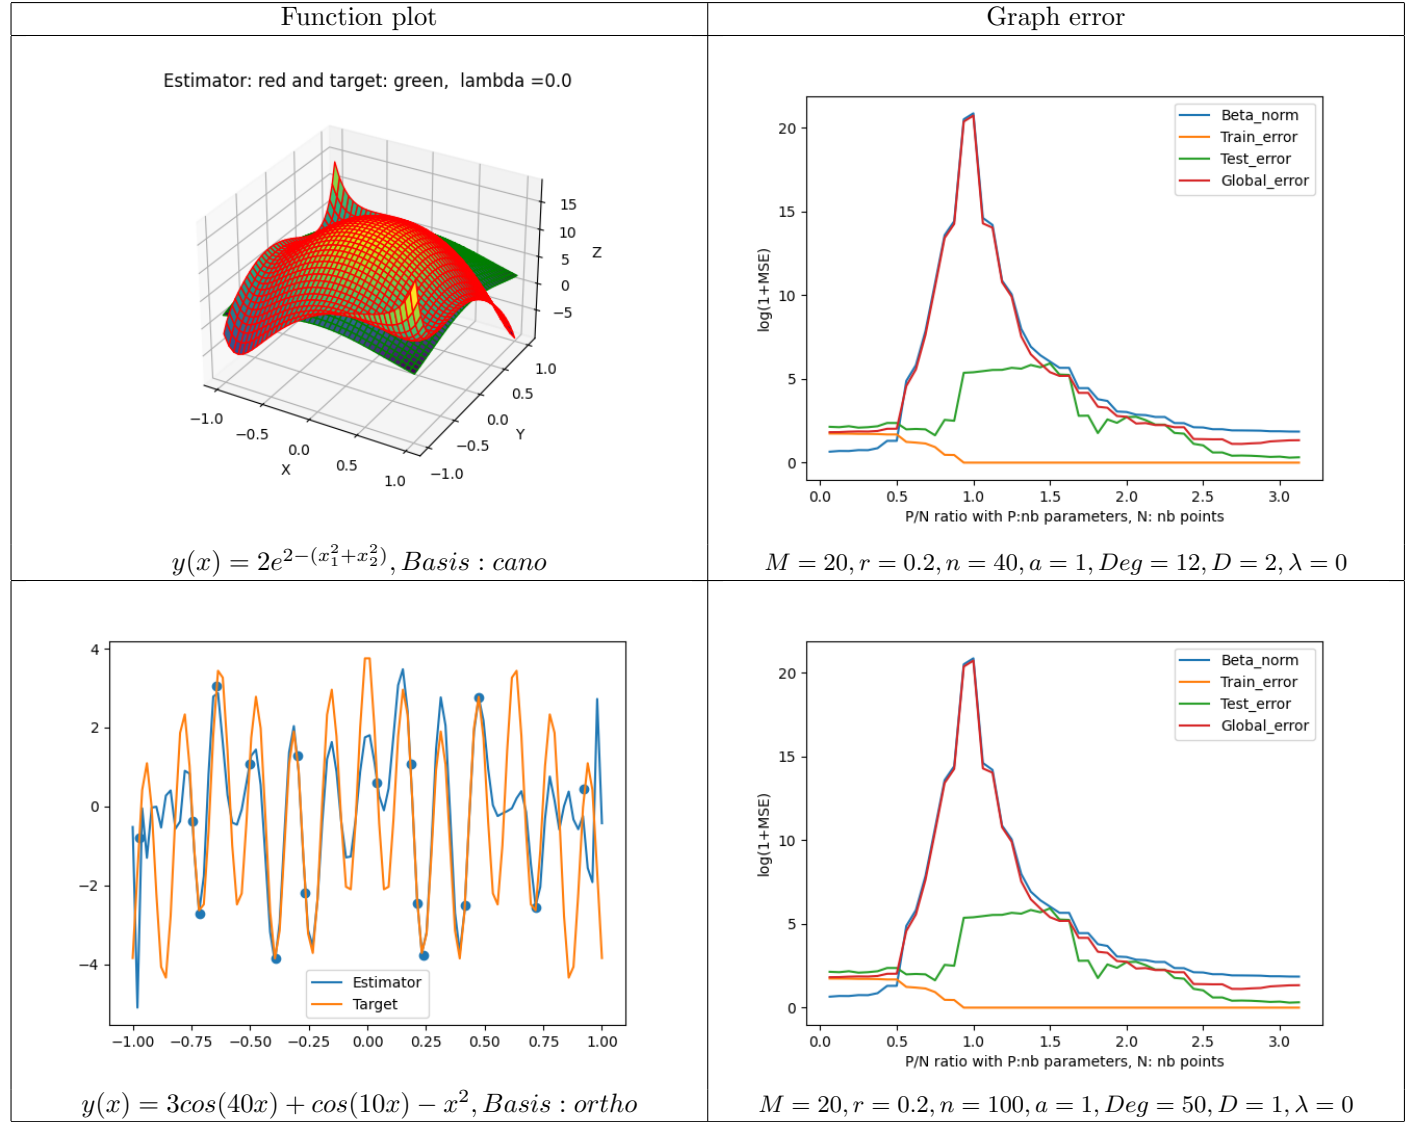 Function plot
Graph error
Estimator: red and target: green,  lambda =0.0
15
10
5
0
−5
Z
−1.0
−0.5
0.0
0.5
1.0
X
1.0
0.5
0.0
−0.5
−1.0
Y
y(x) = 2e^{2−(x_1^2+x_2^2)}, Basis : cano
Beta_norm
Train_error
Test_error
Global_error
20
15
10
5
0
log(1+MSE)
0.0 0.5 1.0 1.5 2.0 2.5 3.0
P/N ratio with P:nb parameters, N: nb points
M = 20, r = 0.2, n = 40, a = 1, Deg = 12, D = 2, λ = 0
4
2
0
−2
−4
Estimator
Target
−1.00 −0.75 −0.50 −0.25 0.00 0.25 0.50 0.75 1.00
y(x) = 3cos(40x) + cos(10x) − x^2, Basis : ortho
Beta_norm
Train_error
Test_error
Global_error
20
15
10
5
0
log(1+MSE)
0.0 0.5 1.0 1.5 2.0 2.5 3.0
P/N ratio with P:nb parameters, N: nb points
M = 20, r = 0.2, n = 100, a = 1, Deg = 50, D = 1, λ = 0